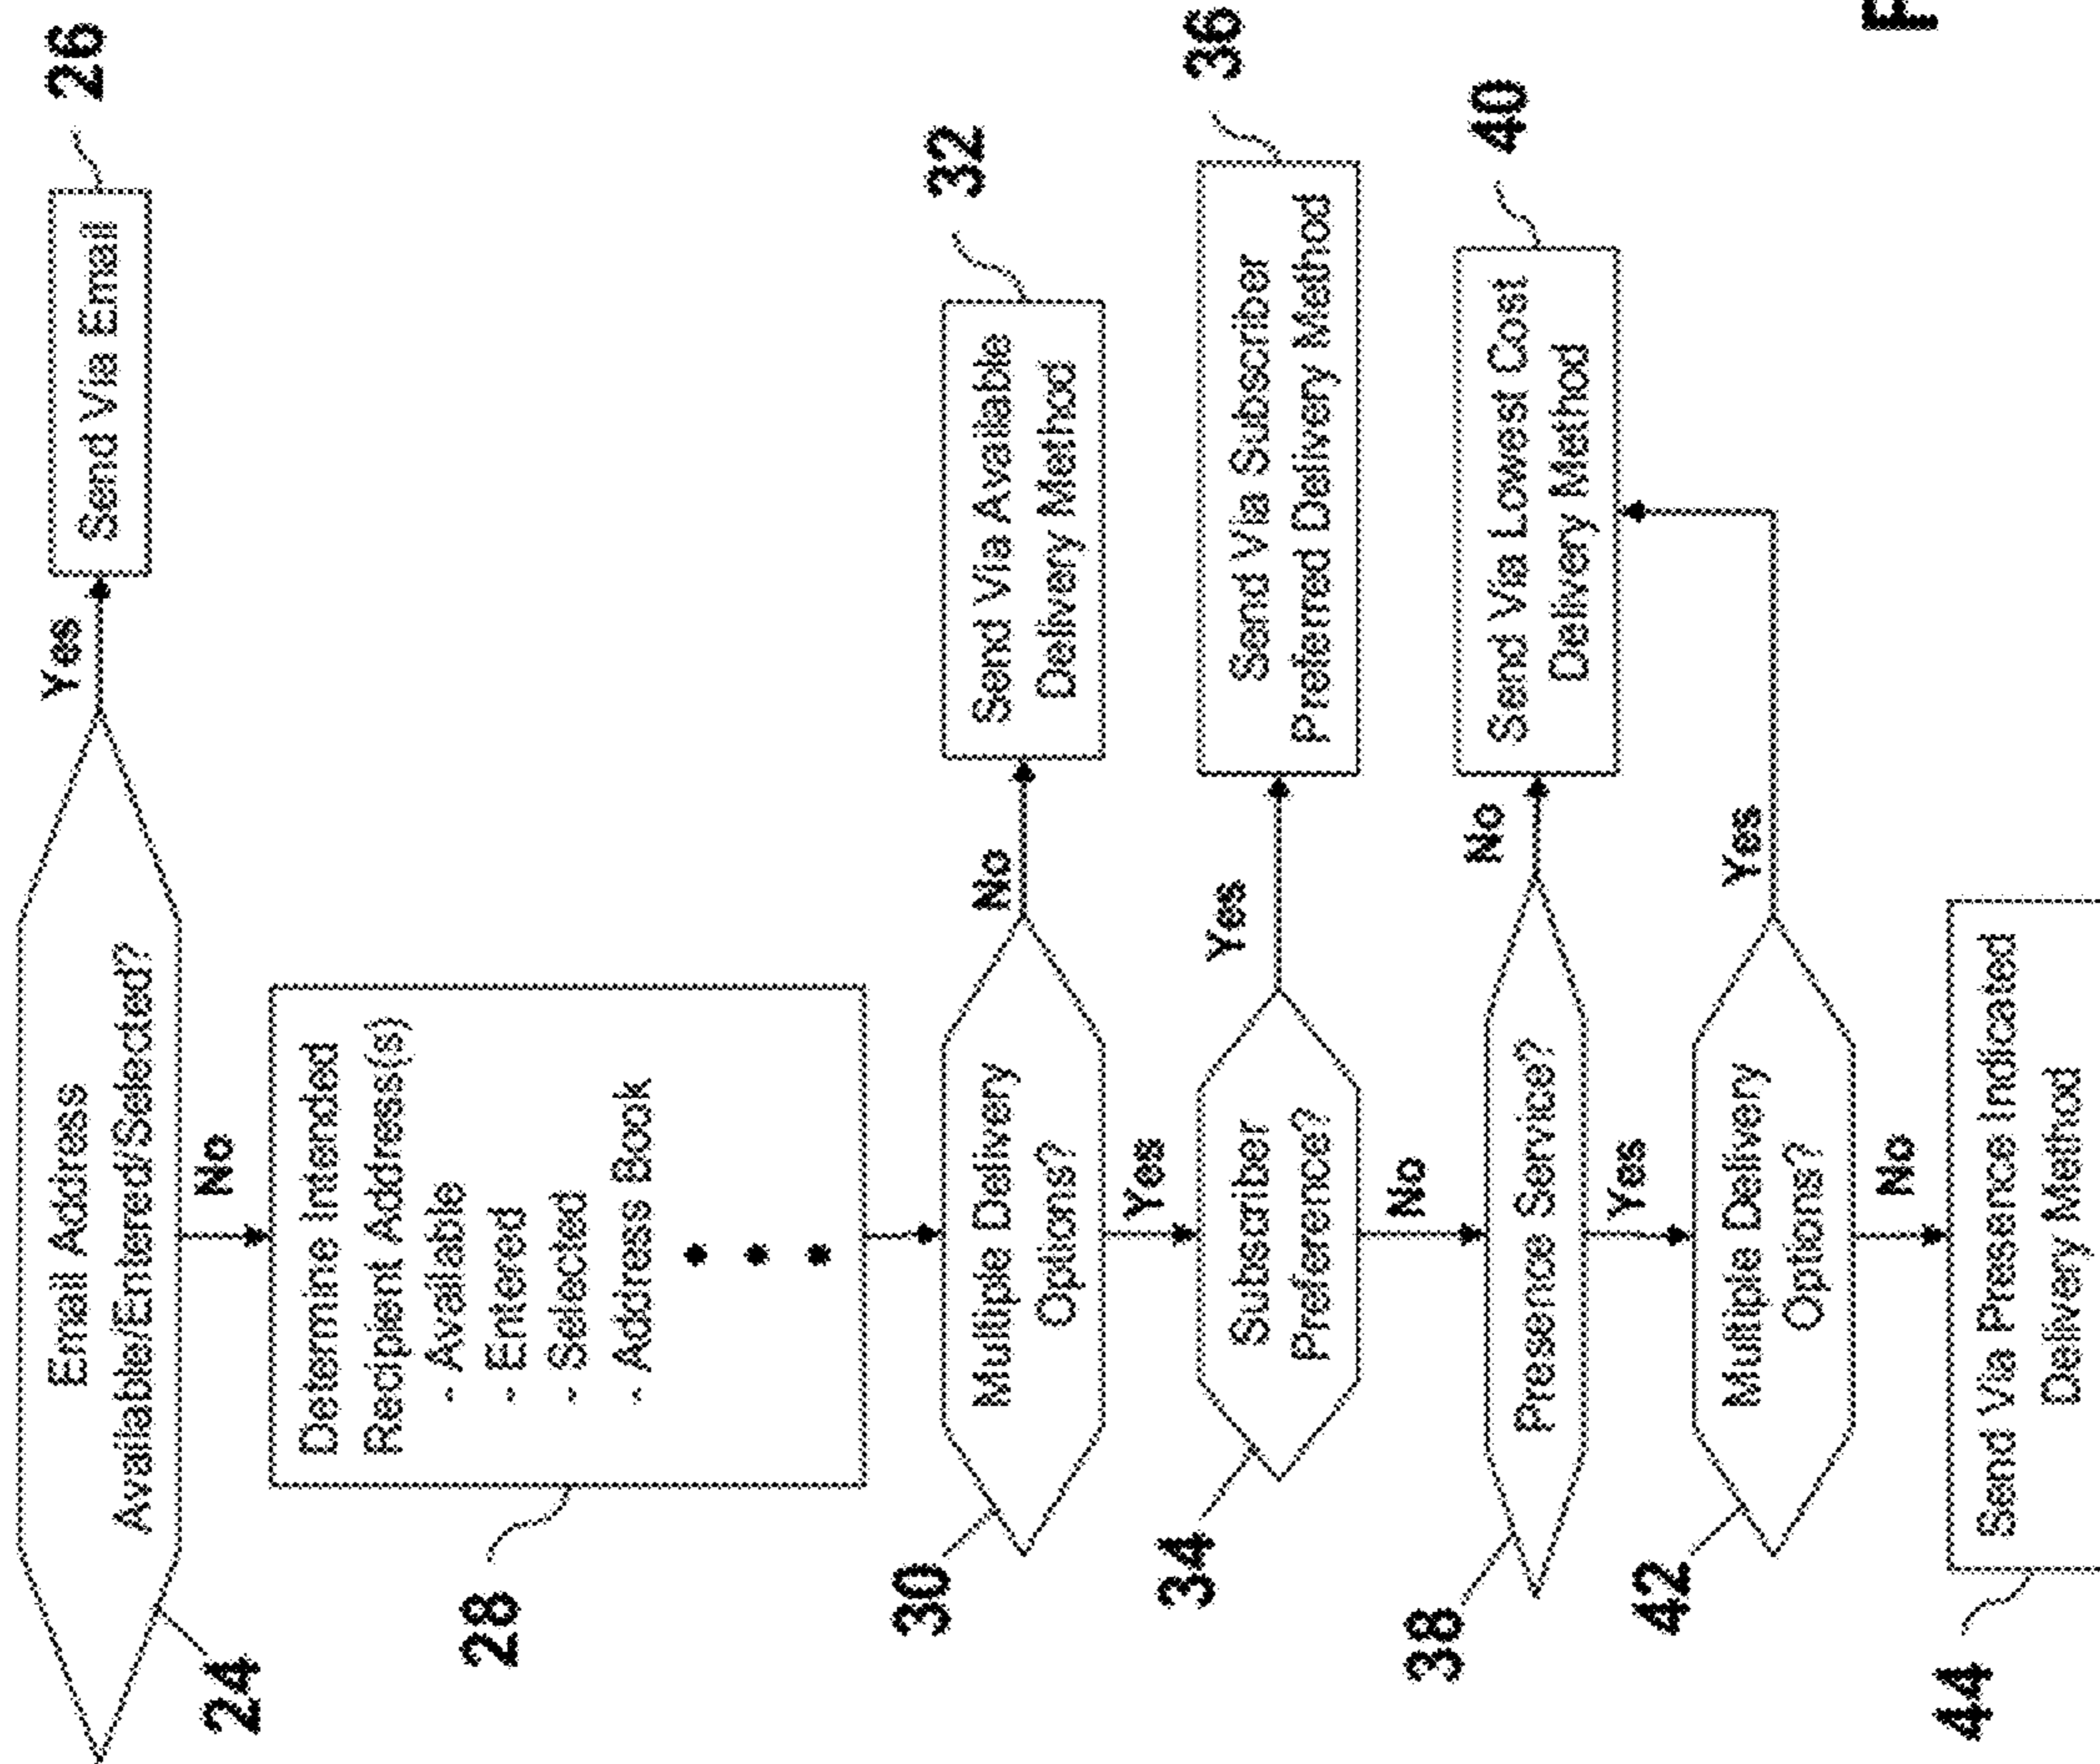 Email Address
Available/Entered/Selected?
24
Yes
Send Via Email
26
No
Determine Intended
Recipient Address(s)
- Available
- Entered
- Selected
- Address Book
28
Multiple Delivery
Options?
30
No
Send Via Available
Delivery Method
32
Yes
Subscriber
Preference?
34
Yes
Send Via Subscriber
Preferred Delivery Method
36
No
Presence Service?
38
No
Send Via Lowest Cost
Delivery Method
40
Yes
Multiple Delivery
Options?
42
Yes
No
Send Via Presence Indicated
Delivery Method
44
F